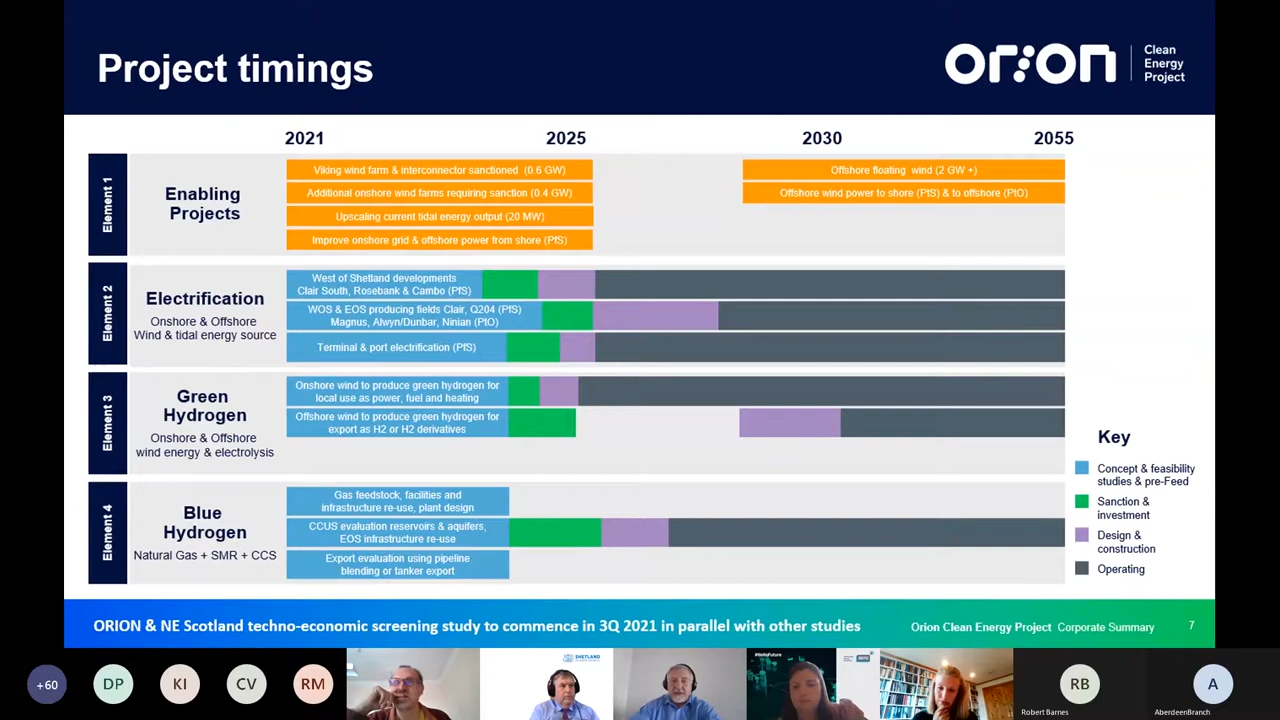 Project timings
orion
Clean
Energy
Project
2021
2025
2030
2055
Element 1
Enabling
Projects
Viking wind farm & interconnector sanctioned (0.6 GW)
Additional onshore wind farms requiring sanction (0.4 GW)
Upscaling current tidal energy output (20 MW)
Improve onshore grid & offshore power from shore (PfS)
Offshore floating wind (2 GW +)
Offshore wind power to shore (PtS) & to offshore (PtO)
Element 2
Electrification
Onshore & Offshore
Wind & tidal energy source
West of Shetland developments
Clair South, Rosebank & Cambo (PfS)
WOS & EOS producing fields Clair, Q204 (PfS)
Magnus, Alwyn/Dunbar, Ninian (PtO)
Terminal & port electrification (PfS)
Element 3
Green
Hydrogen
Onshore & Offshore
wind energy & electrolysis
Onshore wind to produce green hydrogen for
local use as power, fuel and heating
Offshore wind to produce green hydrogen for
export as H2 or H2 derivatives
Element 4
Blue
Hydrogen
Natural Gas + SMR + CCS
Gas feedstock, facilities and
infrastructure re-use, plant design
CCUS evaluation reservoirs & aquifers,
EOS infrastructure re-use
Export evaluation using pipeline
blending or tanker export
Key
Concept & feasibility
studies & pre-Feed
Sanction &
investment
Design &
construction
Operating
ORION & NE Scotland techno-economic screening study to commence in 3Q 2021 in parallel with other studies
Orion Clean Energy Project Corporate Summary
7
+60
DP
KI
CV
RM
SHETLAND
RB
Robert Barnes
A
AberdeenBranch